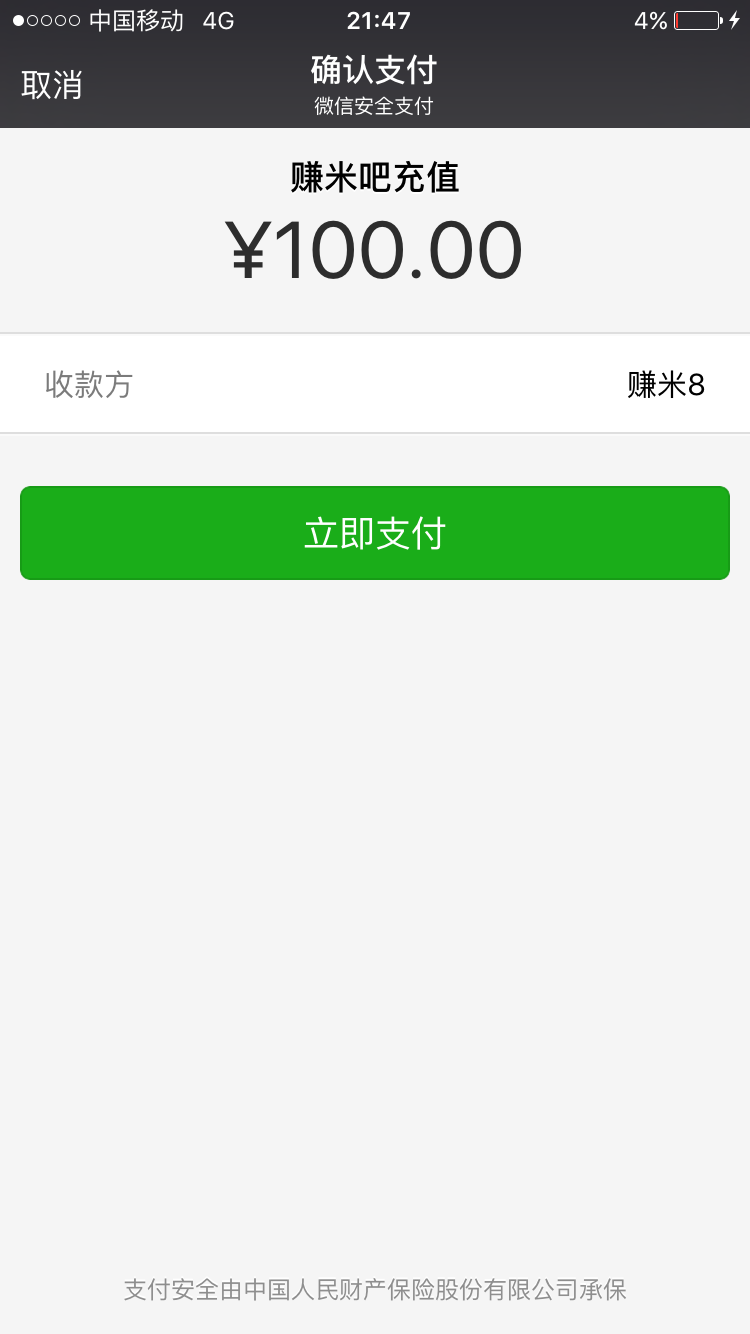 中国移动 4G 21:47 4%
取消
确认支付
微信安全支付
赚米吧充值
¥100.00
收款方 赚米8
立即支付
支付安全由中国人民财产保险股份有限公司承保